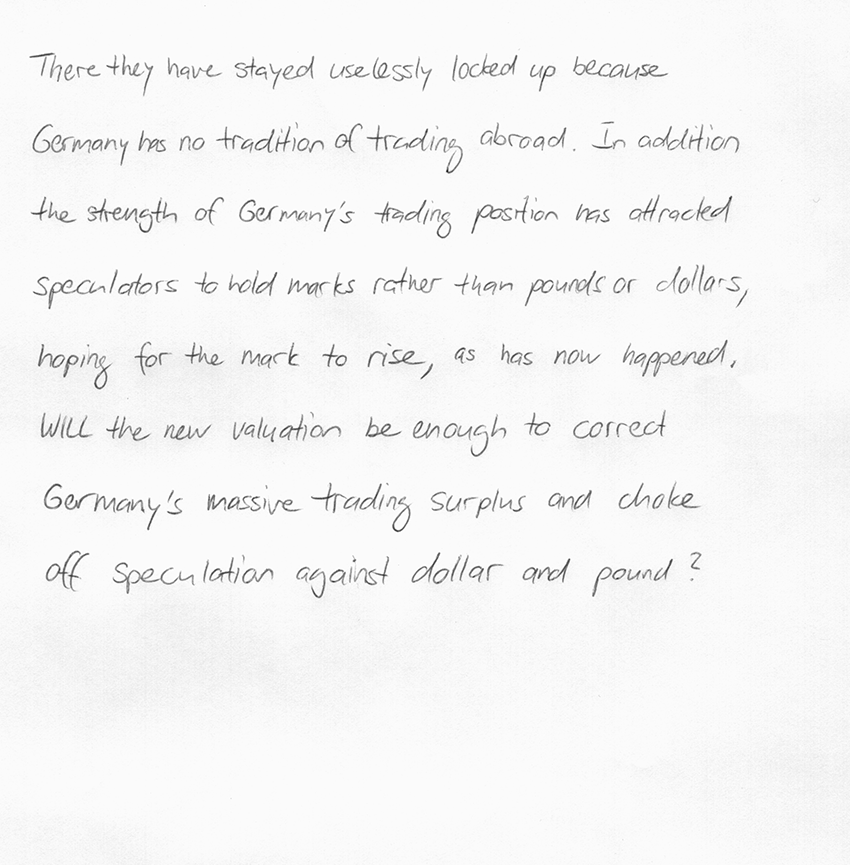 There they have stayed uselessly locked up because
Germany has no tradition of trading abroad. In addition
the strength of Germany's trading position has attracted
speculators to hold marks rather than pounds or dollars,
hoping for the mark to rise, as has now happened.
WILL the new valuation be enough to correct
Germany's massive trading surplus and choke
off speculation against dollar and pound?